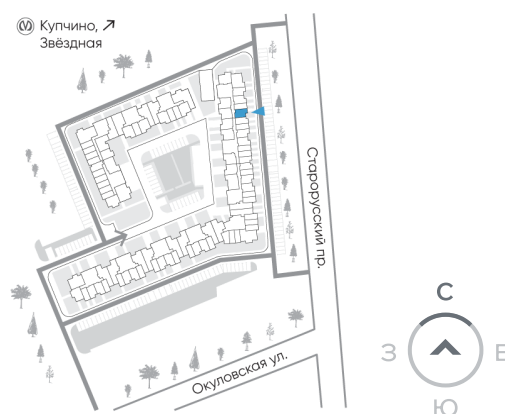 Купчино, ↗
Звёздная
Старорусский пр.
Окуловская ул.
С
З
В
Ю